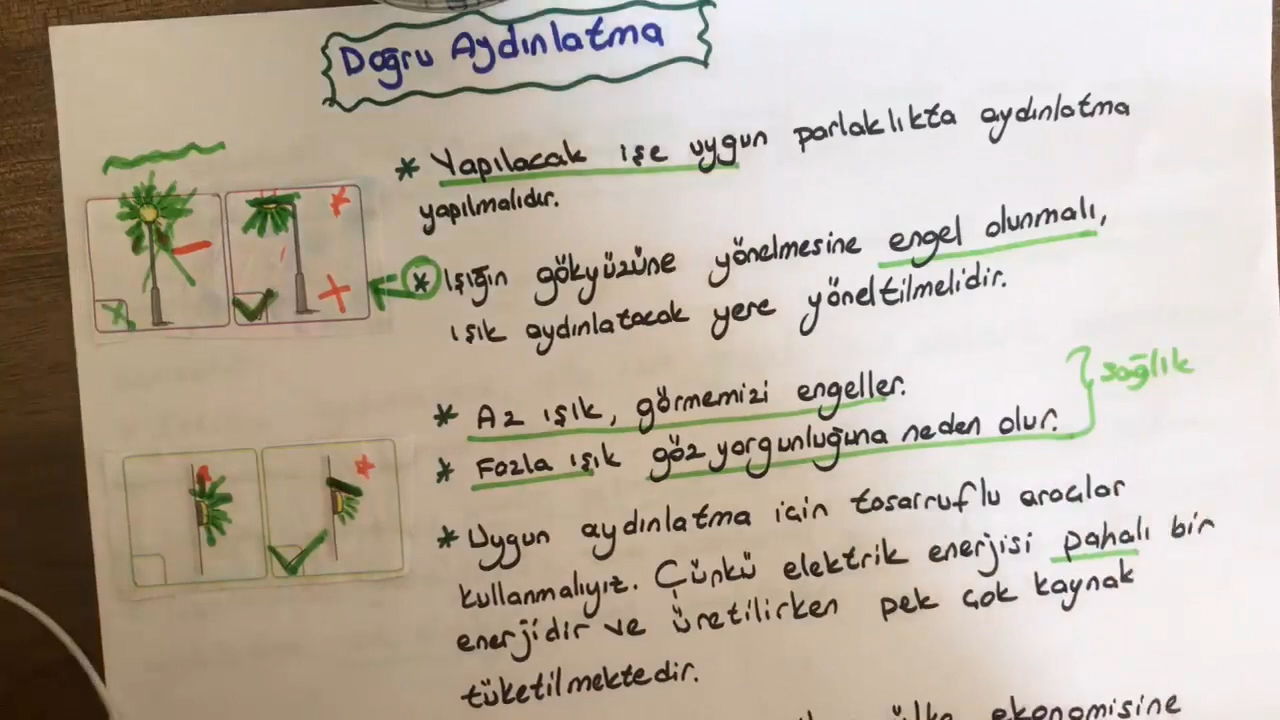 Doğru Aydınlatma
* Yapılacak işe uygun parlaklıkta aydınlatma
yapılmalıdır.
* Işığın gökyüzüne yönelmesine engel olunmalı,
ışık aydınlatacak yere yöneltilmelidir.
* Az ışık, görmemizi engeller.
* Fazla ışık göz yorgunluğuna neden olur.
sağlık
* Uygun aydınlatma için tasarruflu araçlar
kullanmalıyız. Çünkü elektrik enerjisi pahalı bir
enerjidir ve üretilirken pek çok kaynak
tüketilmektedir.
ülke ekonomisine